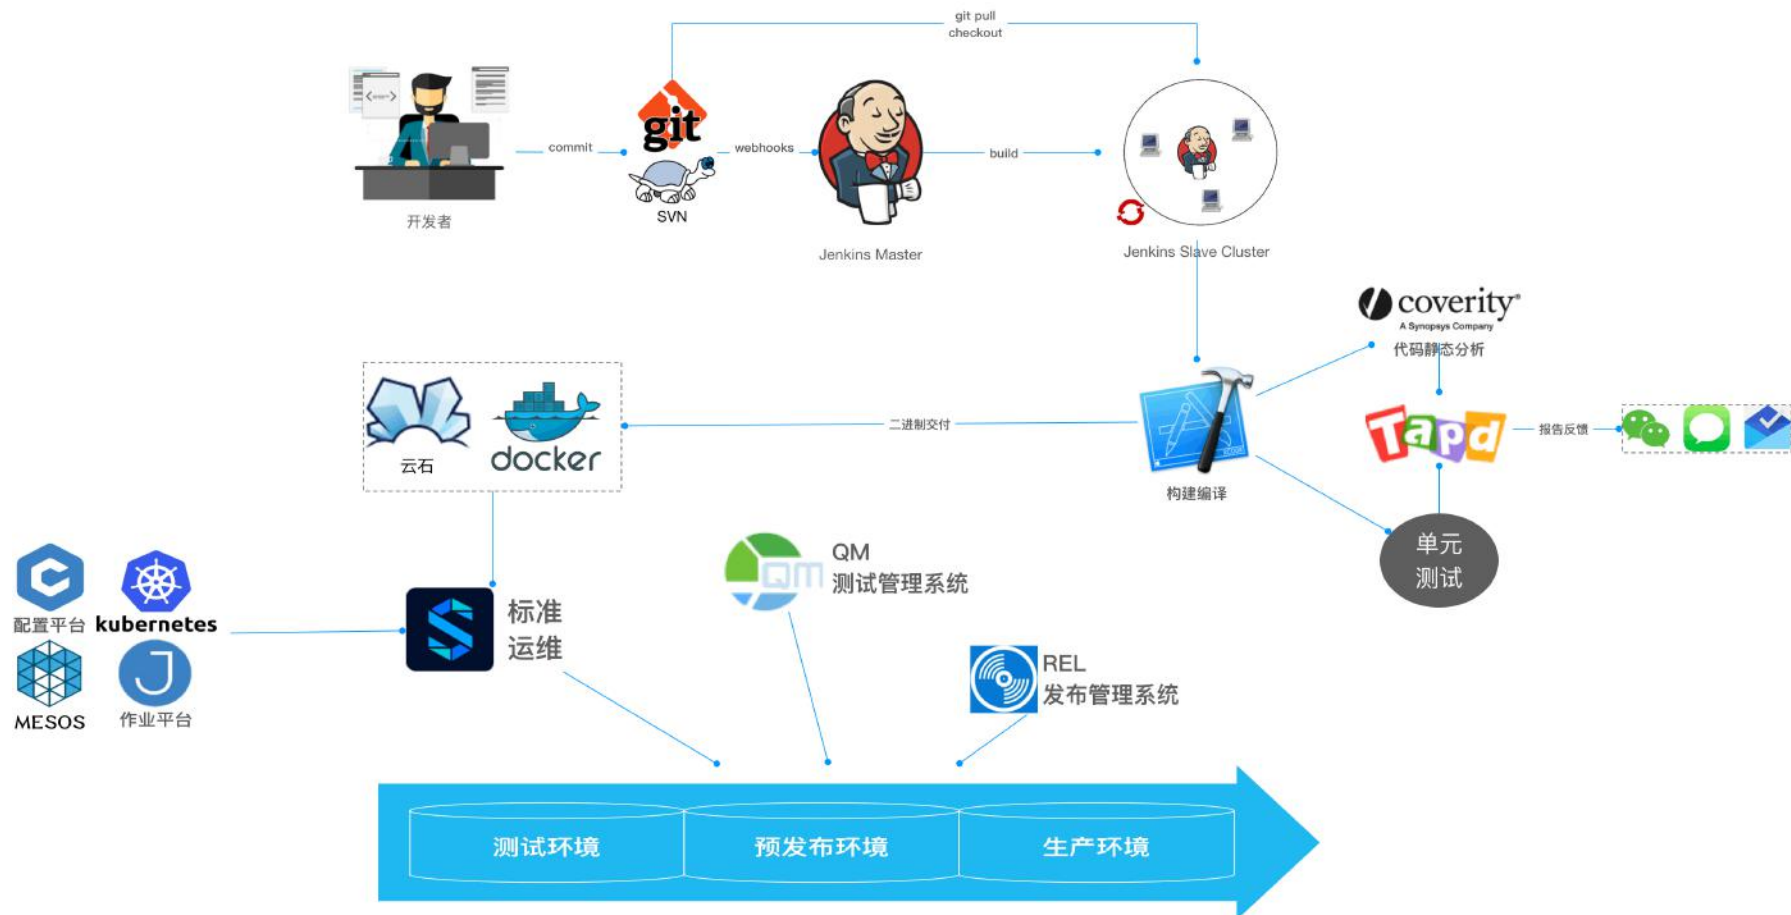 git pull
checkout
git
commit
webhooks
build
SVN
开发者
Jenkins Master
Jenkins Slave Cluster
coverity®
A Synopsys Company
代码静态分析
云石
docker
二进制交付
构建编译
Tapd
报告反馈
单元
测试
QM
QM
测试管理系统
配置平台
kubernetes
MESOS
J
作业平台
标准
运维
REL
发布管理系统
测试环境
预发布环境
生产环境